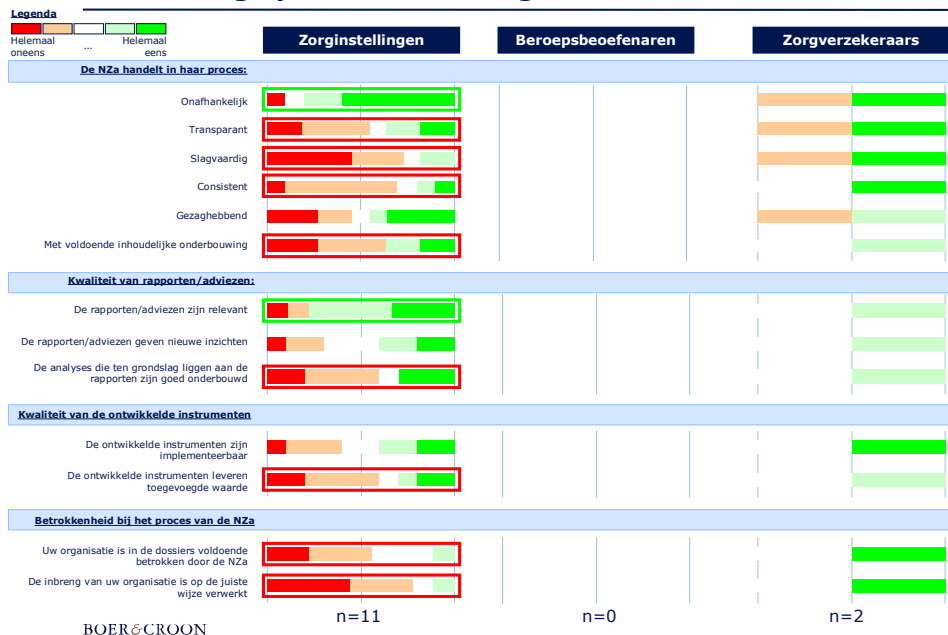 Legenda
Helemaal oneens
...
Helemaal eens
Zorginstellingen
Beroepsbeoefenaren
Zorgverzekeraars
De NZa handelt in haar proces:
Onafhankelijk
Transparant
Slagvaardig
Consistent
Gezaghebbend
Met voldoende inhoudelijke onderbouwing
Kwaliteit van rapporten/adviezen:
De rapporten/adviezen zijn relevant
De rapporten/adviezen geven nieuwe inzichten
De analyses die ten grondslag liggen aan de
rapporten zijn goed onderbouwd
Kwaliteit van de ontwikkelde instrumenten
De ontwikkelde instrumenten zijn
implementeerbaar
De ontwikkelde instrumenten leveren
toegevoegde waarde
Betrokkenheid bij het proces van de NZa
Uw organisatie is in de dossiers voldoende
betrokken door de NZa
De inbreng van uw organisatie is op de juiste
wijze verwerkt
n=11
n=0
n=2
BOER&CROON